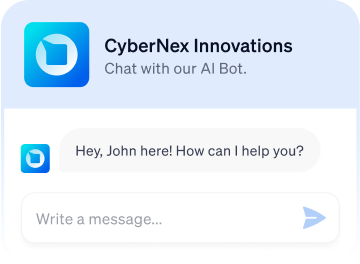 CyberNex Innovations
Chat with our AI Bot.
Hey, John here! How can I help you?
Write a message...